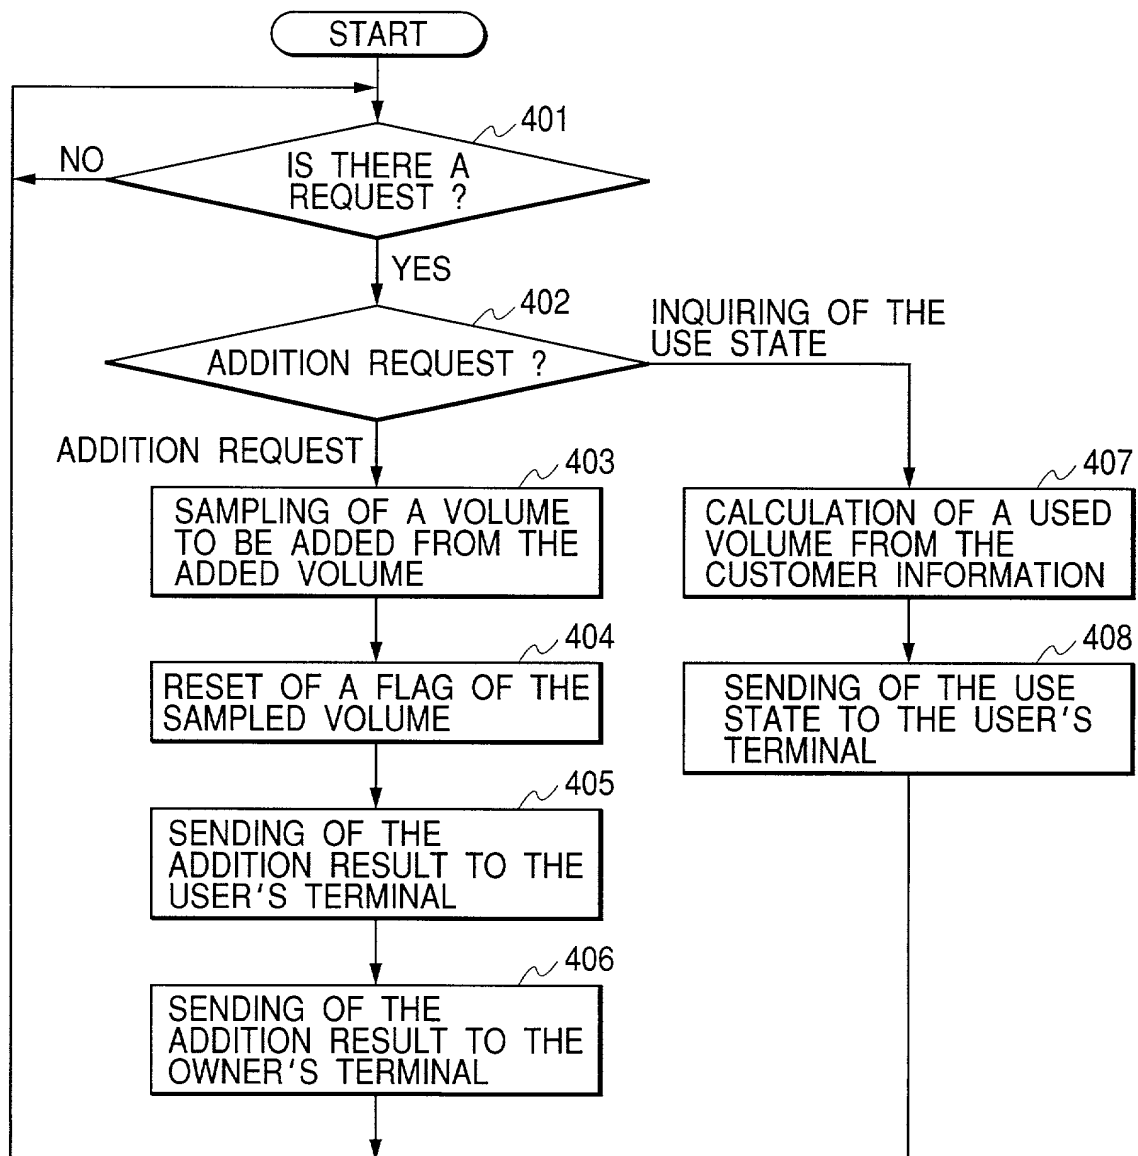 START
401
NO
IS THERE A
REQUEST ?
YES
402
INQUIRING OF THE
USE STATE
ADDITION REQUEST ?
ADDITION REQUEST
403
SAMPLING OF A VOLUME
TO BE ADDED FROM THE
ADDED VOLUME
407
CALCULATION OF A USED
VOLUME FROM THE
CUSTOMER INFORMATION
404
RESET OF A FLAG OF THE
SAMPLED VOLUME
408
SENDING OF THE USE
STATE TO THE USER'S
TERMINAL
405
SENDING OF THE
ADDITION RESULT TO THE
USER'S TERMINAL
406
SENDING OF THE
ADDITION RESULT TO THE
OWNER'S TERMINAL